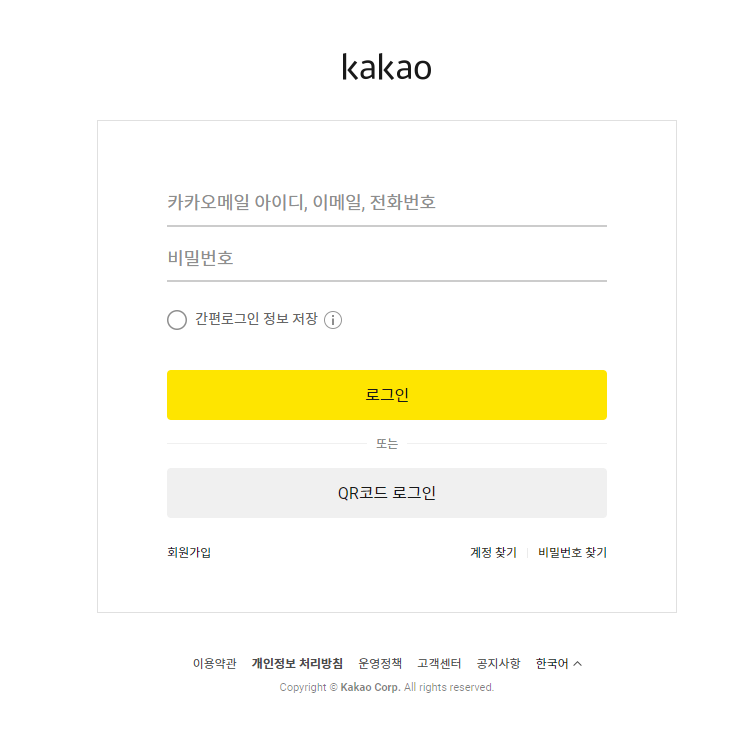 kakao
카카오메일 아이디, 이메일, 전화번호
비밀번호
간편로그인 정보 저장
로그인
또는
QR코드 로그인
회원가입 계정 찾기 비밀번호 찾기
이용약관 개인정보 처리방침 운영정책 고객센터 공지사항 한국어
Copyright © Kakao Corp. All rights reserved.